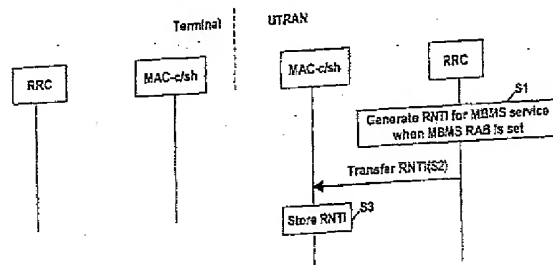 Terminal UTRAN
RRC MAC-c/sh MAC-c/sh RRC
S1
Generate RNTI for MBMS service
when MBMS RAB is set
Transfer RNTI(S2)
Store RNTI S3